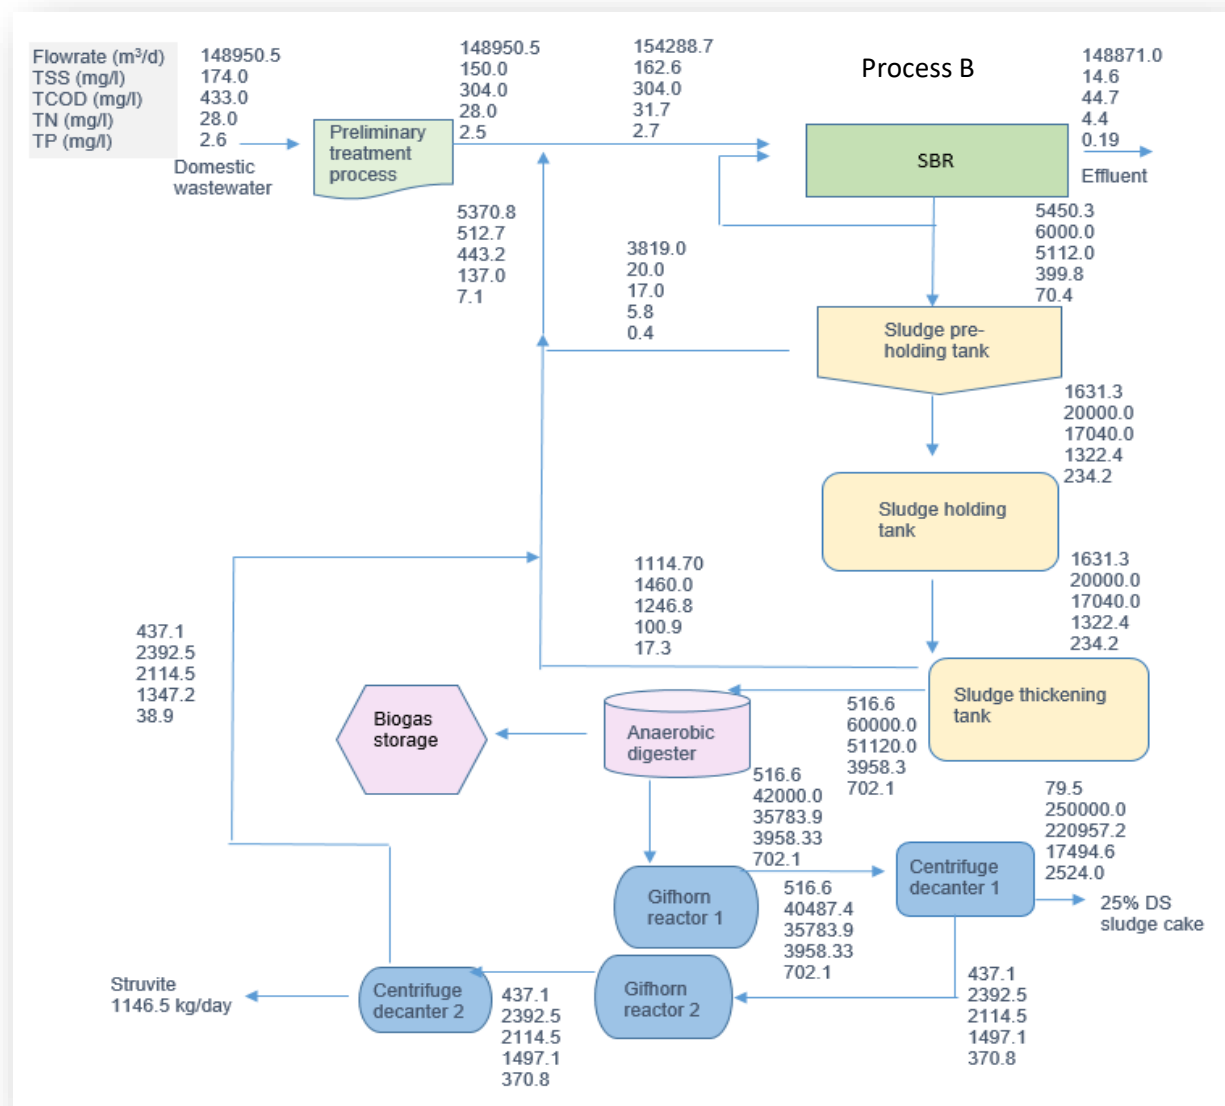 Flowrate (m³/d)
TSS (mg/l)
TCOD (mg/l)
TN (mg/l)
TP (mg/l)
148950.5
174.0
433.0
28.0
2.6
Domestic
wastewater
Preliminary
treatment
process
148950.5
150.0
304.0
28.0
2.5
154288.7
162.6
304.0
31.7
2.7
Process B
SBR
148871.0
14.6
44.7
4.4
0.19
Effluent
5370.8
512.7
443.2
137.0
7.1
3819.0
20.0
17.0
5.8
0.4
5450.3
6000.0
5112.0
399.8
70.4
Sludge pre-
holding tank
1631.3
20000.0
17040.0
1322.4
234.2
Sludge holding
tank
1631.3
20000.0
17040.0
1322.4
234.2
1114.70
1460.0
1246.8
100.9
17.3
437.1
2392.5
2114.5
1347.2
38.9
Sludge thickening
tank
Biogas
storage
Anaerobic
digester
516.6
60000.0
51120.0
3958.3
702.1
516.6
42000.0
35783.9
3958.33
702.1
79.5
250000.0
220957.2
17494.6
2524.0
Gifhorn
reactor 1
516.6
40487.4
35783.9
3958.33
702.1
Centrifuge
decanter 1
25% DS
sludge cake
Struvite
1146.5 kg/day
Centrifuge
decanter 2
437.1
2392.5
2114.5
1497.1
370.8
Gifhorn
reactor 2
437.1
2392.5
2114.5
1497.1
370.8